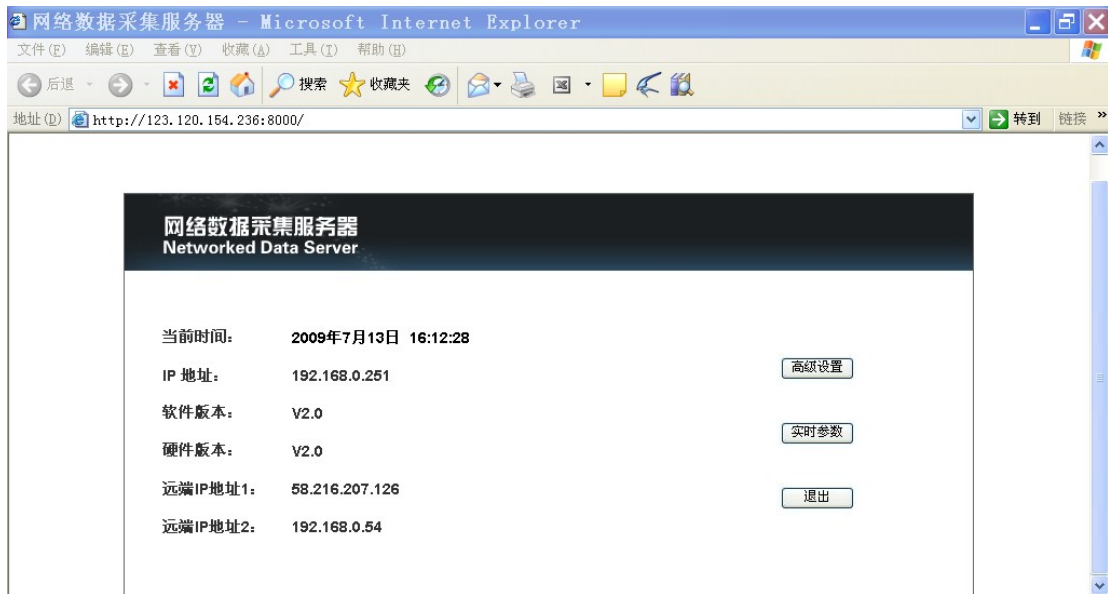 网络数据采集服务器 - Microsoft Internet Explorer
文件(F) 编辑(E) 查看(V) 收藏(A) 工具(T) 帮助(H)
后退 搜索 收藏夹
地址(D) http://123.120.154.236:8000/ 转到 链接 »
网络数据采集服务器
Networked Data Server
当前时间: 2009年7月13日 16:12:28
IP 地址: 192.168.0.251
高级设置
软件版本: V2.0
实时参数
硬件版本: V2.0
远端IP地址1: 58.216.207.126
退出
远端IP地址2: 192.168.0.54